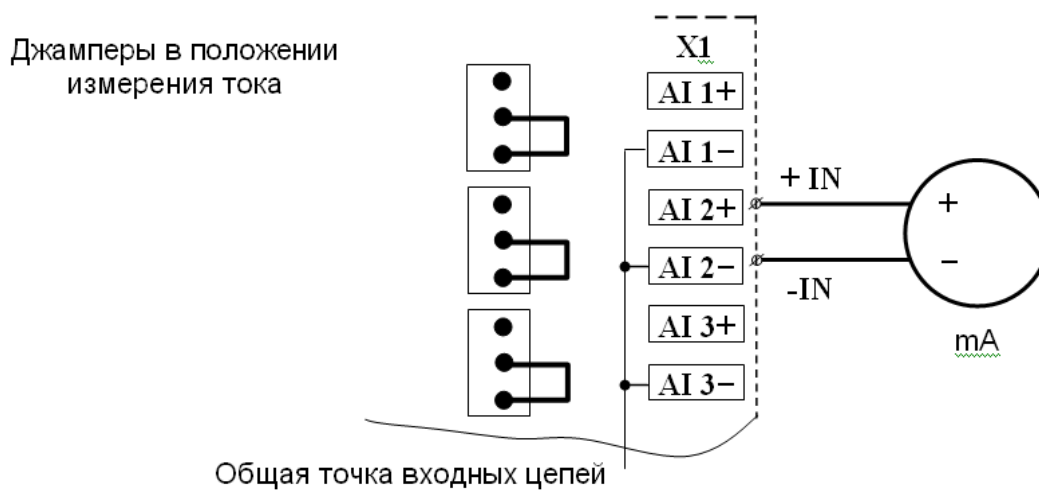 Джамперы в положении
измерения тока
X1
AI 1+
AI 1−
AI 2+
AI 2−
AI 3+
AI 3−
+ IN
-IN
+
−
mA
Общая точка входных цепей